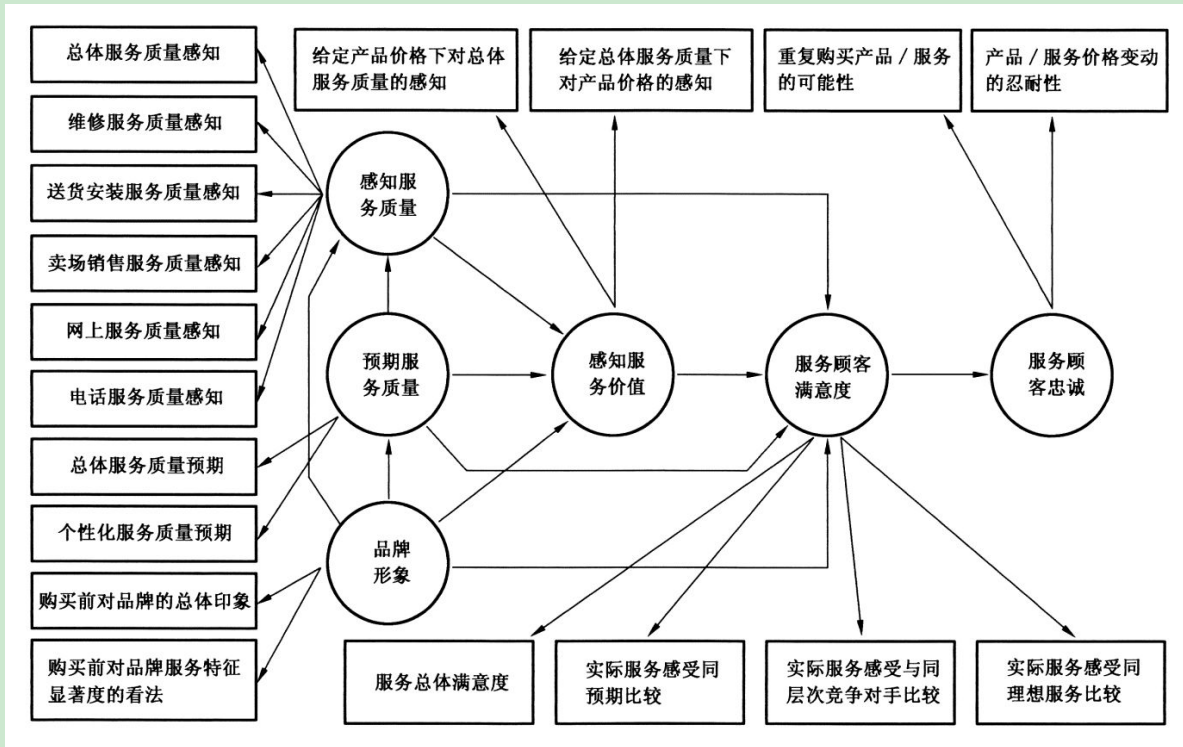 总体服务质量感知
维修服务质量感知
送货安装服务质量感知
卖场销售服务质量感知
网上服务质量感知
电话服务质量感知
总体服务质量预期
个性化服务质量预期
购买前对品牌的总体印象
购买前对品牌服务特征
显著度的看法
给定产品价格下对总体
服务质量的感知
给定总体服务质量下
对产品价格的感知
重复购买产品／服务
的可能性
产品／服务价格变动
的忍耐性
感知服
务质量
预期服
务质量
品牌
形象
感知服
务价值
服务顾客
满意度
服务顾
客忠诚
服务总体满意度
实际服务感受同
预期比较
实际服务感受与同
层次竞争对手比较
实际服务感受同
理想服务比较